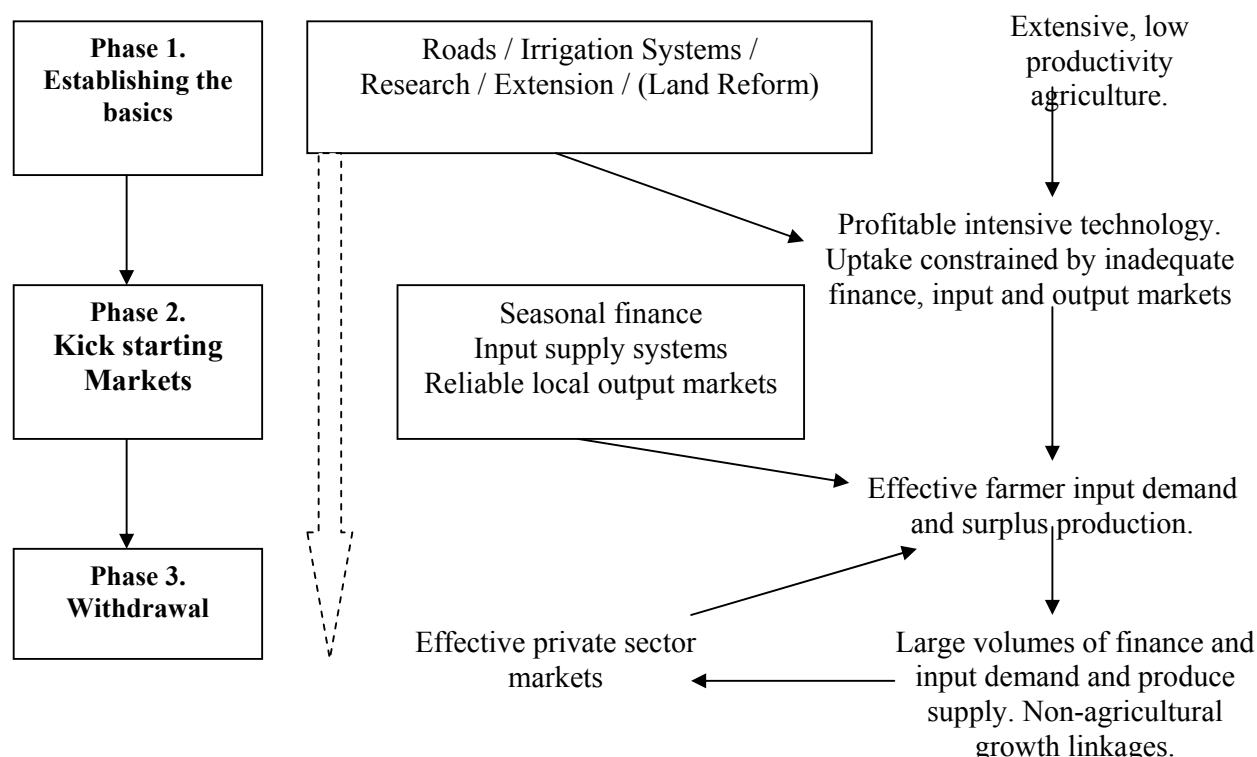 Phase 1.
Establishing the
basics
Roads / Irrigation Systems /
Research / Extension / (Land Reform)
Extensive, low
productivity
agriculture.
Profitable intensive technology.
Uptake constrained by inadequate
finance, input and output markets
Phase 2.
Kick starting
Markets
Seasonal finance
Input supply systems
Reliable local output markets
Effective farmer input demand
and surplus production.
Phase 3.
Withdrawal
Effective private sector
markets
Large volumes of finance and
input demand and produce
supply. Non-agricultural
growth linkages.